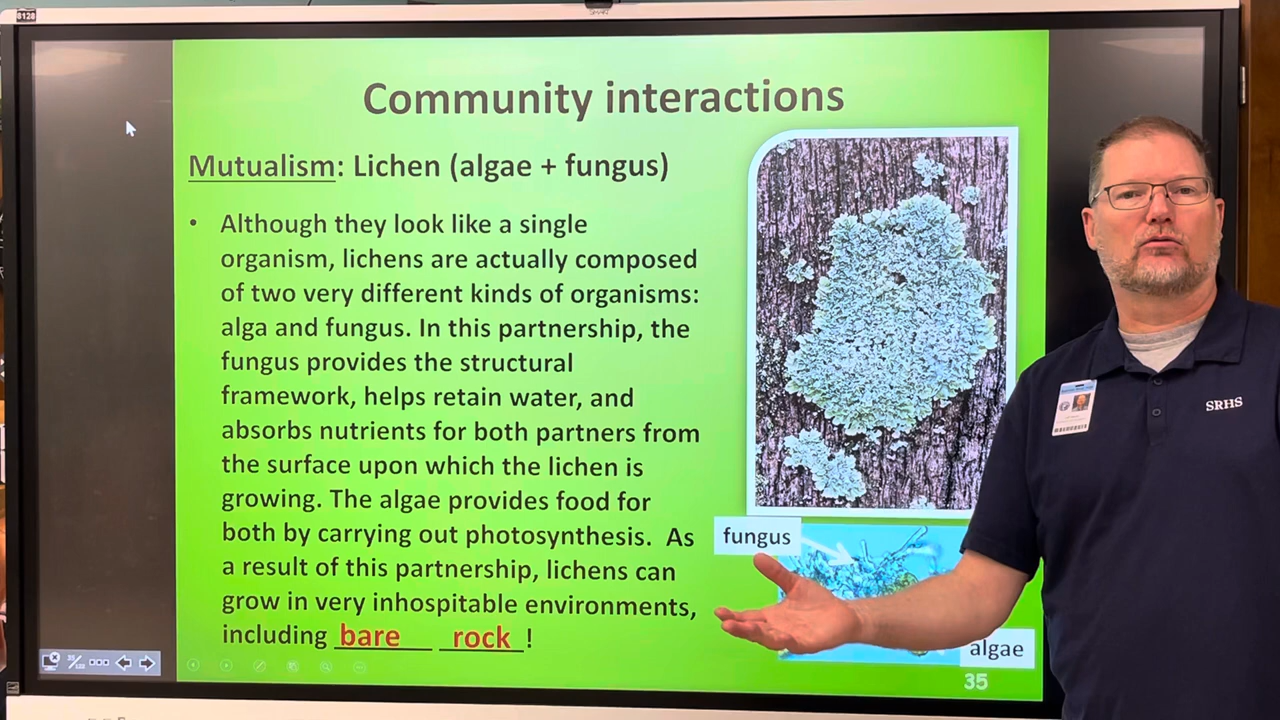 8128
SMART
Community interactions
Mutualism: Lichen (algae + fungus)
• Although they look like a single
organism, lichens are actually composed
of two very different kinds of organisms:
alga and fungus. In this partnership, the
fungus provides the structural
framework, helps retain water, and
absorbs nutrients for both partners from
the surface upon which the lichen is
growing. The algae provides food for
both by carrying out photosynthesis. As
a result of this partnership, lichens can
grow in very inhospitable environments,
including bare rock !
fungus
algae
35
SRHS